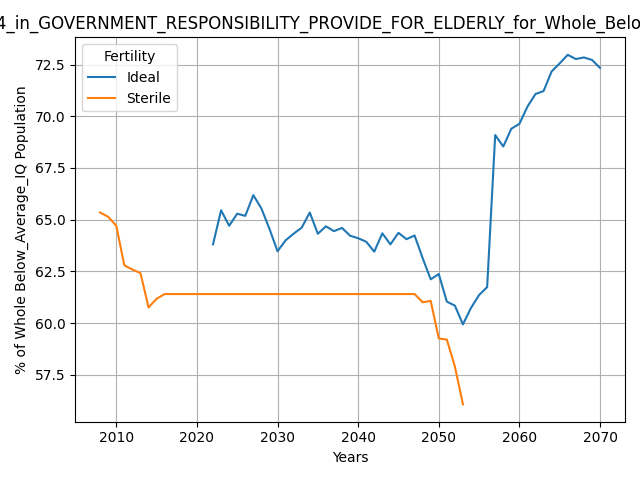 4_in_GOVERNMENT_RESPONSIBILITY_PROVIDE_FOR_ELDERLY_for_Whole_Belo
Fertility
Ideal
Sterile
% of Whole Below_Average_IQ Population
72.5
70.0
67.5
65.0
62.5
60.0
57.5
2010
2020
2030
2040
2050
2060
2070
Years